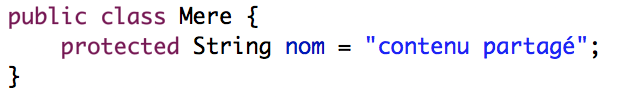 public class Mere {
    protected String nom = "contenu partagé";
}